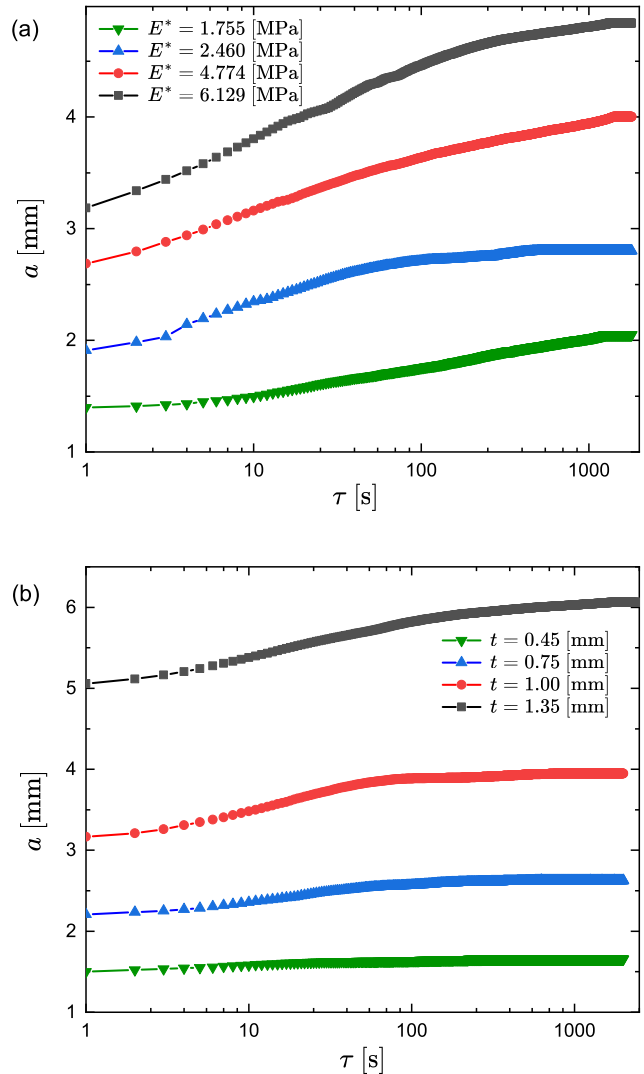 (a)
E* = 1.755 [MPa]
E* = 2.460 [MPa]
E* = 4.774 [MPa]
E* = 6.129 [MPa]
4
3
2
1
a [mm]
1 10 100 1000
τ [s]
(b)
6
5
4
3
2
1
t = 0.45 [mm]
t = 0.75 [mm]
t = 1.00 [mm]
t = 1.35 [mm]
a [mm]
1 10 100 1000
τ [s]